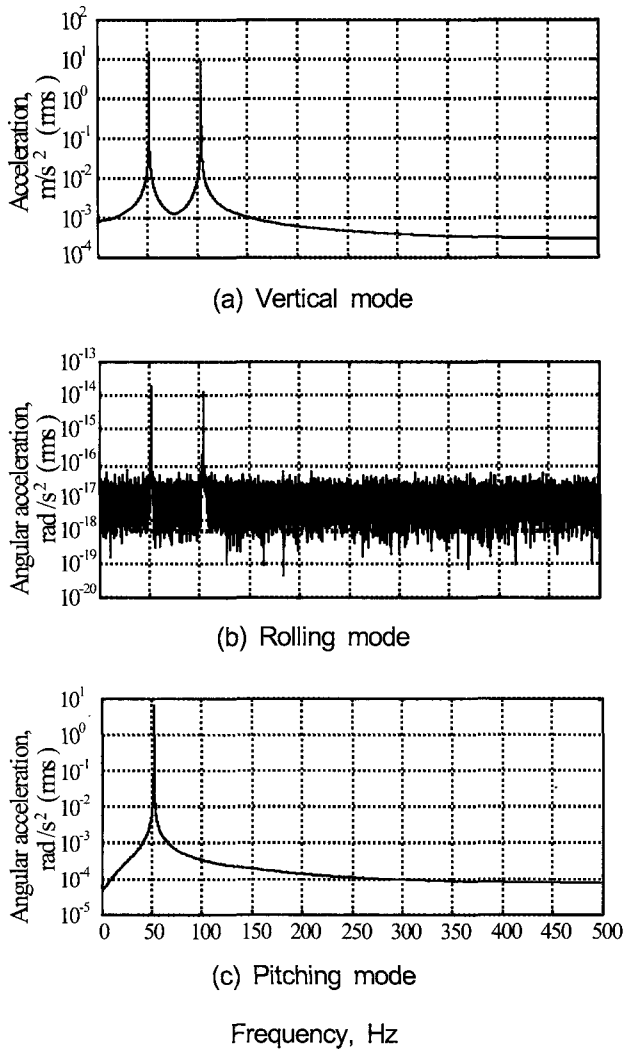 Acceleration,
m/s² (rms)
10²
10¹
10⁰
10⁻¹
10⁻²
10⁻³
10⁻⁴
(a) Vertical mode
Angular acceleration,
rad/s² (rms)
10⁻¹³
10⁻¹⁴
10⁻¹⁵
10⁻¹⁶
10⁻¹⁷
10⁻¹⁸
10⁻¹⁹
10⁻²⁰
(b) Rolling mode
Angular acceleration,
rad/s² (rms)
10¹
10⁰
10⁻¹
10⁻²
10⁻³
10⁻⁴
10⁻⁵
0 50 100 150 200 250 300 350 400 450 500
(c) Pitching mode
Frequency, Hz